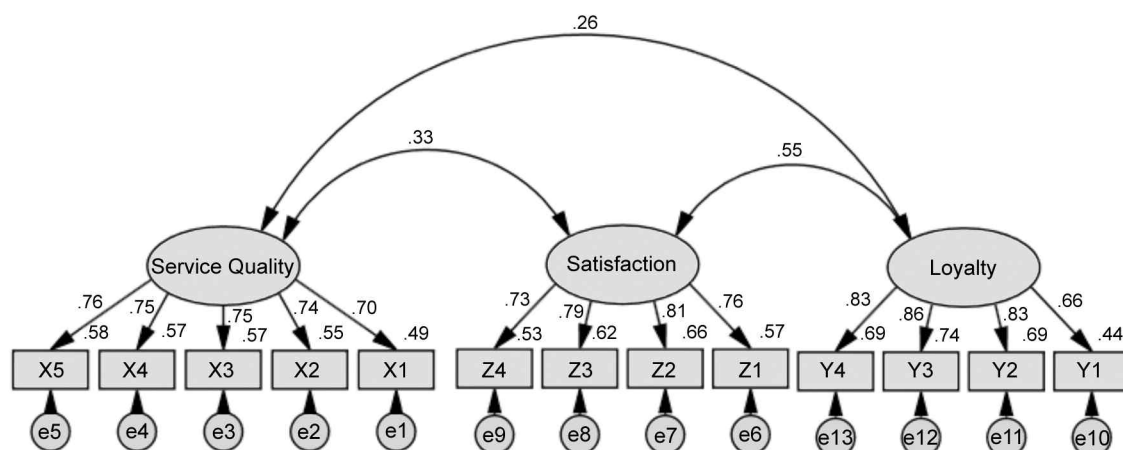 .26
.33
.55
Service Quality
Satisfaction
Loyalty
.76 .75 .75 .74 .70
.73 .79 .81 .76
.83 .86 .83 .66
.58 .57 .57 .55 .49
.53 .62 .66 .57
.69 .74 .69 .44
X5 X4 X3 X2 X1
Z4 Z3 Z2 Z1
Y4 Y3 Y2 Y1
e5 e4 e3 e2 e1
e9 e8 e7 e6
e13 e12 e11 e10